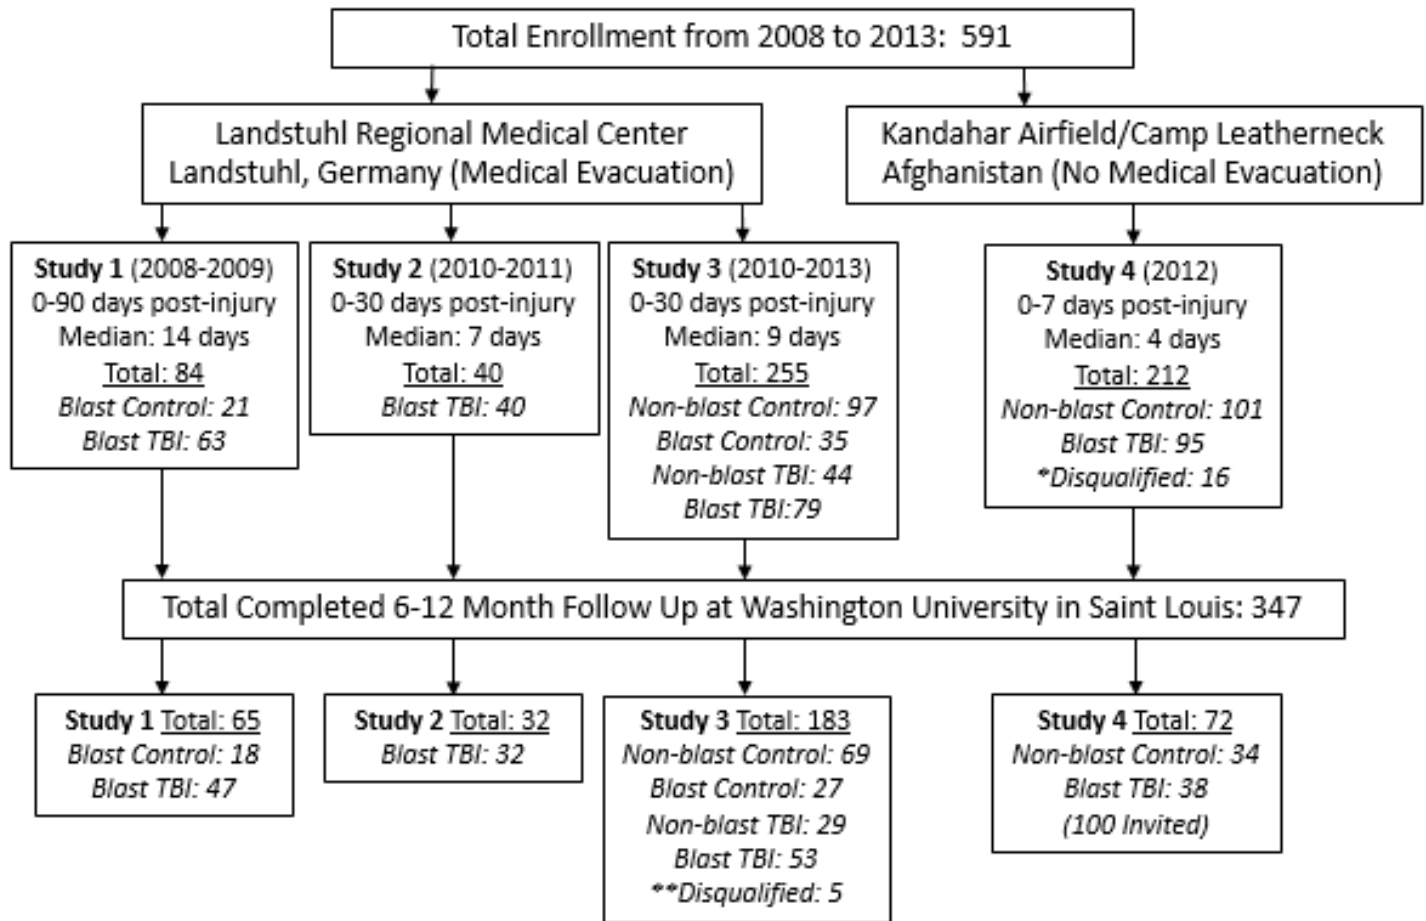 Total Enrollment from 2008 to 2013: 591
Landstuhl Regional Medical Center
Landstuhl, Germany (Medical Evacuation)
Kandahar Airfield/Camp Leatherneck
Afghanistan (No Medical Evacuation)
Study 1 (2008-2009)
0-90 days post-injury
Median: 14 days
Total: 84
Blast Control: 21
Blast TBI: 63
Study 2 (2010-2011)
0-30 days post-injury
Median: 7 days
Total: 40
Blast TBI: 40
Study 3 (2010-2013)
0-30 days post-injury
Median: 9 days
Total: 255
Non-blast Control: 97
Blast Control: 35
Non-blast TBI: 44
Blast TBI:79
Study 4 (2012)
0-7 days post-injury
Median: 4 days
Total: 212
Non-blast Control: 101
Blast TBI: 95
*Disqualified: 16
Total Completed 6-12 Month Follow Up at Washington University in Saint Louis: 347
Study 1 Total: 65
Blast Control: 18
Blast TBI: 47
Study 2 Total: 32
Blast TBI: 32
Study 3 Total: 183
Non-blast Control: 69
Blast Control: 27
Non-blast TBI: 29
Blast TBI: 53
**Disqualified: 5
Study 4 Total: 72
Non-blast Control: 34
Blast TBI: 38
(100 Invited)